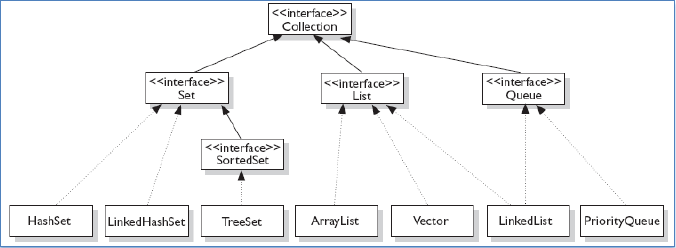 <<interface>>
Collection
<<interface>>
Set
<<interface>>
List
<<interface>>
Queue
<<interface>>
SortedSet
HashSet
LinkedHashSet
TreeSet
ArrayList
Vector
LinkedList
PriorityQueue